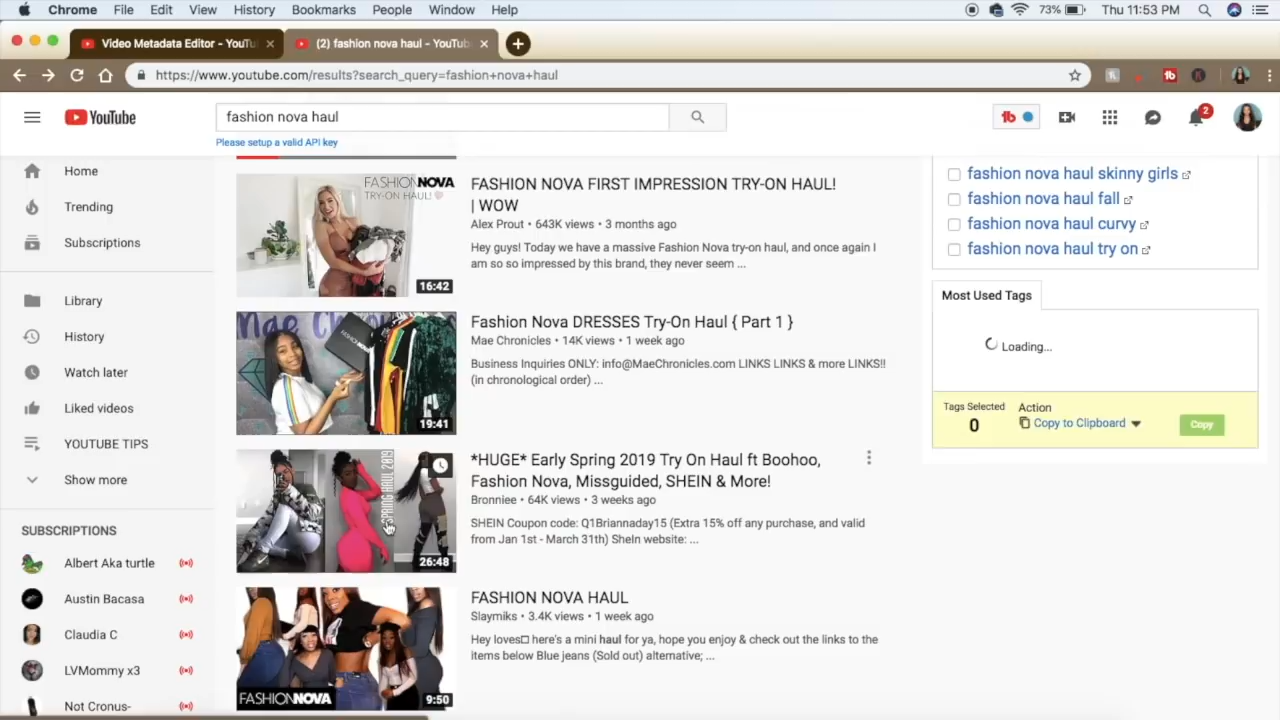 Chrome File Edit View History Bookmarks People Window Help 73% Thu 11:53 PM
Video Metadata Editor - YouTu
(2) fashion nova haul - YouTub
https://www.youtube.com/results?search_query=fashion+nova+haul
YouTube
fashion nova haul
Please setup a valid API key
tb
2
Home
Trending
Subscriptions
Library
History
Watch later
Liked videos
YOUTUBE TIPS
Show more
SUBSCRIPTIONS
Albert Aka turtle
Austin Bacasa
Claudia C
LVMommy x3
Not Cronus-
FASHIONNOVA
TRY-ON HAUL!
16:42
FASHION NOVA FIRST IMPRESSION TRY-ON HAUL!
| WOW
Alex Prout • 643K views • 3 months ago
Hey guys! Today we have a massive Fashion Nova try-on haul, and once again I
am so so impressed by this brand, they never seem ...
19:41
Fashion Nova DRESSES Try-On Haul { Part 1 }
Mae Chronicles • 14K views • 1 week ago
Business Inquiries ONLY: info@MaeChronicles.com LINKS LINKS & more LINKS!!
(in chronological order) ...
SPRING HAUL 2019
26:48
*HUGE* Early Spring 2019 Try On Haul ft Boohoo,
Fashion Nova, Missguided, SHEIN & More!
Bronniee • 64K views • 3 weeks ago
SHEIN Coupon code: Q1Briannaday15 (Extra 15% off any purchase, and valid
from Jan 1st - March 31th) SheIn website: ...
FASHIONNOVA
9:50
FASHION NOVA HAUL
Slaymiks • 3.4K views • 1 week ago
Hey loves□ here's a mini haul for ya, hope you enjoy & check out the links to the
items below Blue jeans (Sold out) alternative; ...
fashion nova haul skinny girls
fashion nova haul fall
fashion nova haul curvy
fashion nova haul try on
Most Used Tags
Loading...
Tags Selected
0
Action
Copy to Clipboard
Copy